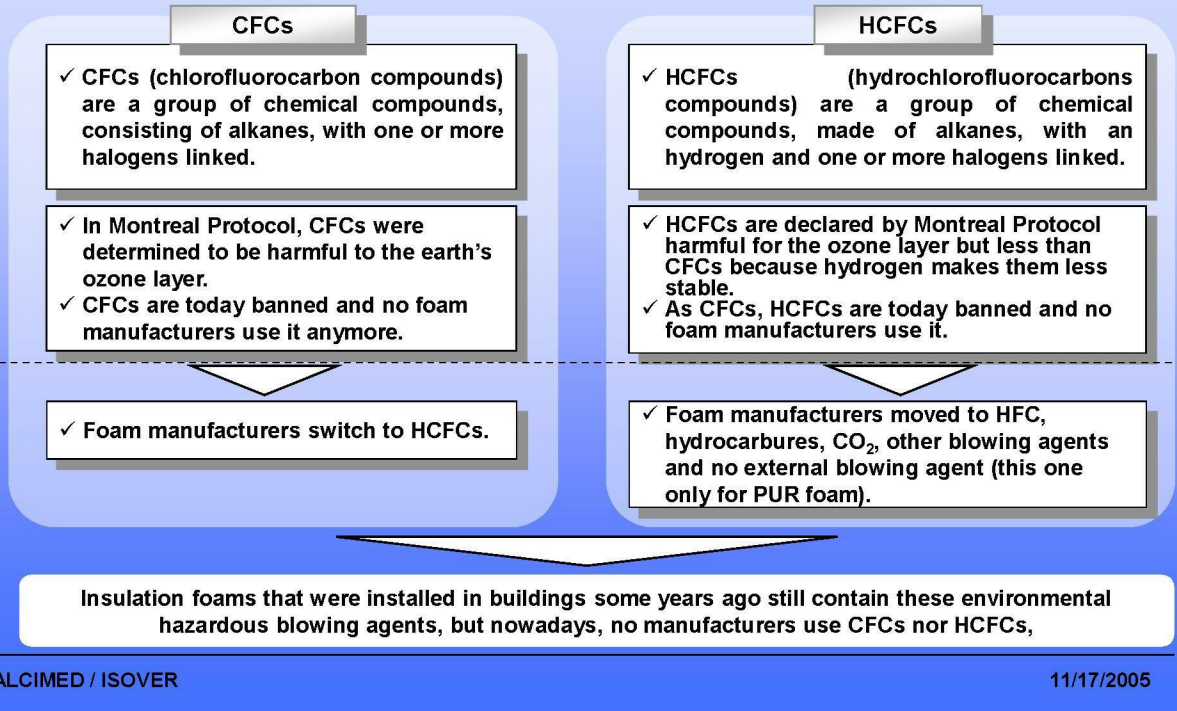 CFCs
✓ CFCs (chlorofluorocarbon compounds)
are a group of chemical compounds,
consisting of alkanes, with one or more
halogens linked.
✓ In Montreal Protocol, CFCs were
determined to be harmful to the earth's
ozone layer.
✓ CFCs are today banned and no foam
manufacturers use it anymore.
✓ Foam manufacturers switch to HCFCs.
HCFCs
✓ HCFCs (hydrochlorofluorocarbons
compounds) are a group of chemical
compounds, made of alkanes, with an
hydrogen and one or more halogens linked.
✓ HCFCs are declared by Montreal Protocol
harmful for the ozone layer but less than
CFCs because hydrogen makes them less
stable.
✓ As CFCs, HCFCs are today banned and no
foam manufacturers use it.
✓ Foam manufacturers moved to HFC,
hydrocarbures, CO₂, other blowing agents
and no external blowing agent (this one
only for PUR foam).
Insulation foams that were installed in buildings some years ago still contain these environmental
hazardous blowing agents, but nowadays, no manufacturers use CFCs nor HCFCs,
ALCIMED / ISOVER
11/17/2005